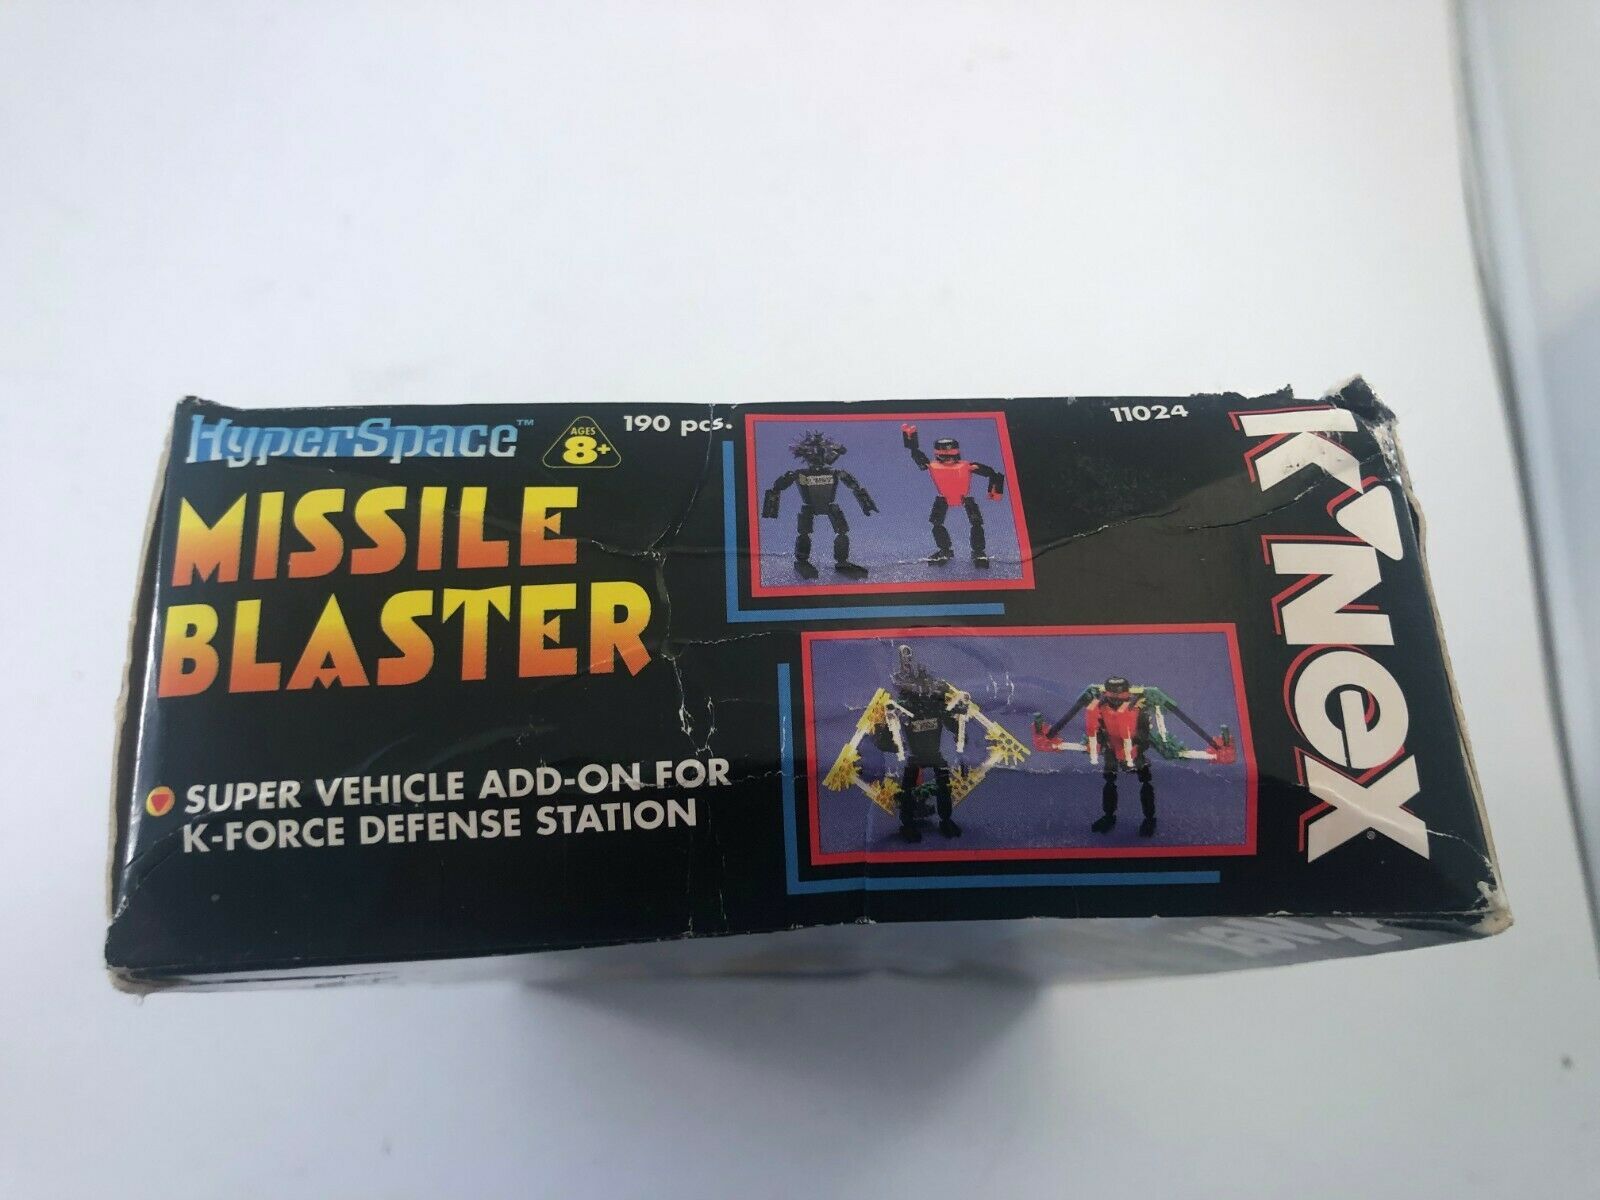 HyperSpace™
AGES
8+
190 pcs.
11024
MISSILE
BLASTER
SUPER VEHICLE ADD-ON FOR
K-FORCE DEFENSE STATION
K'NEX®